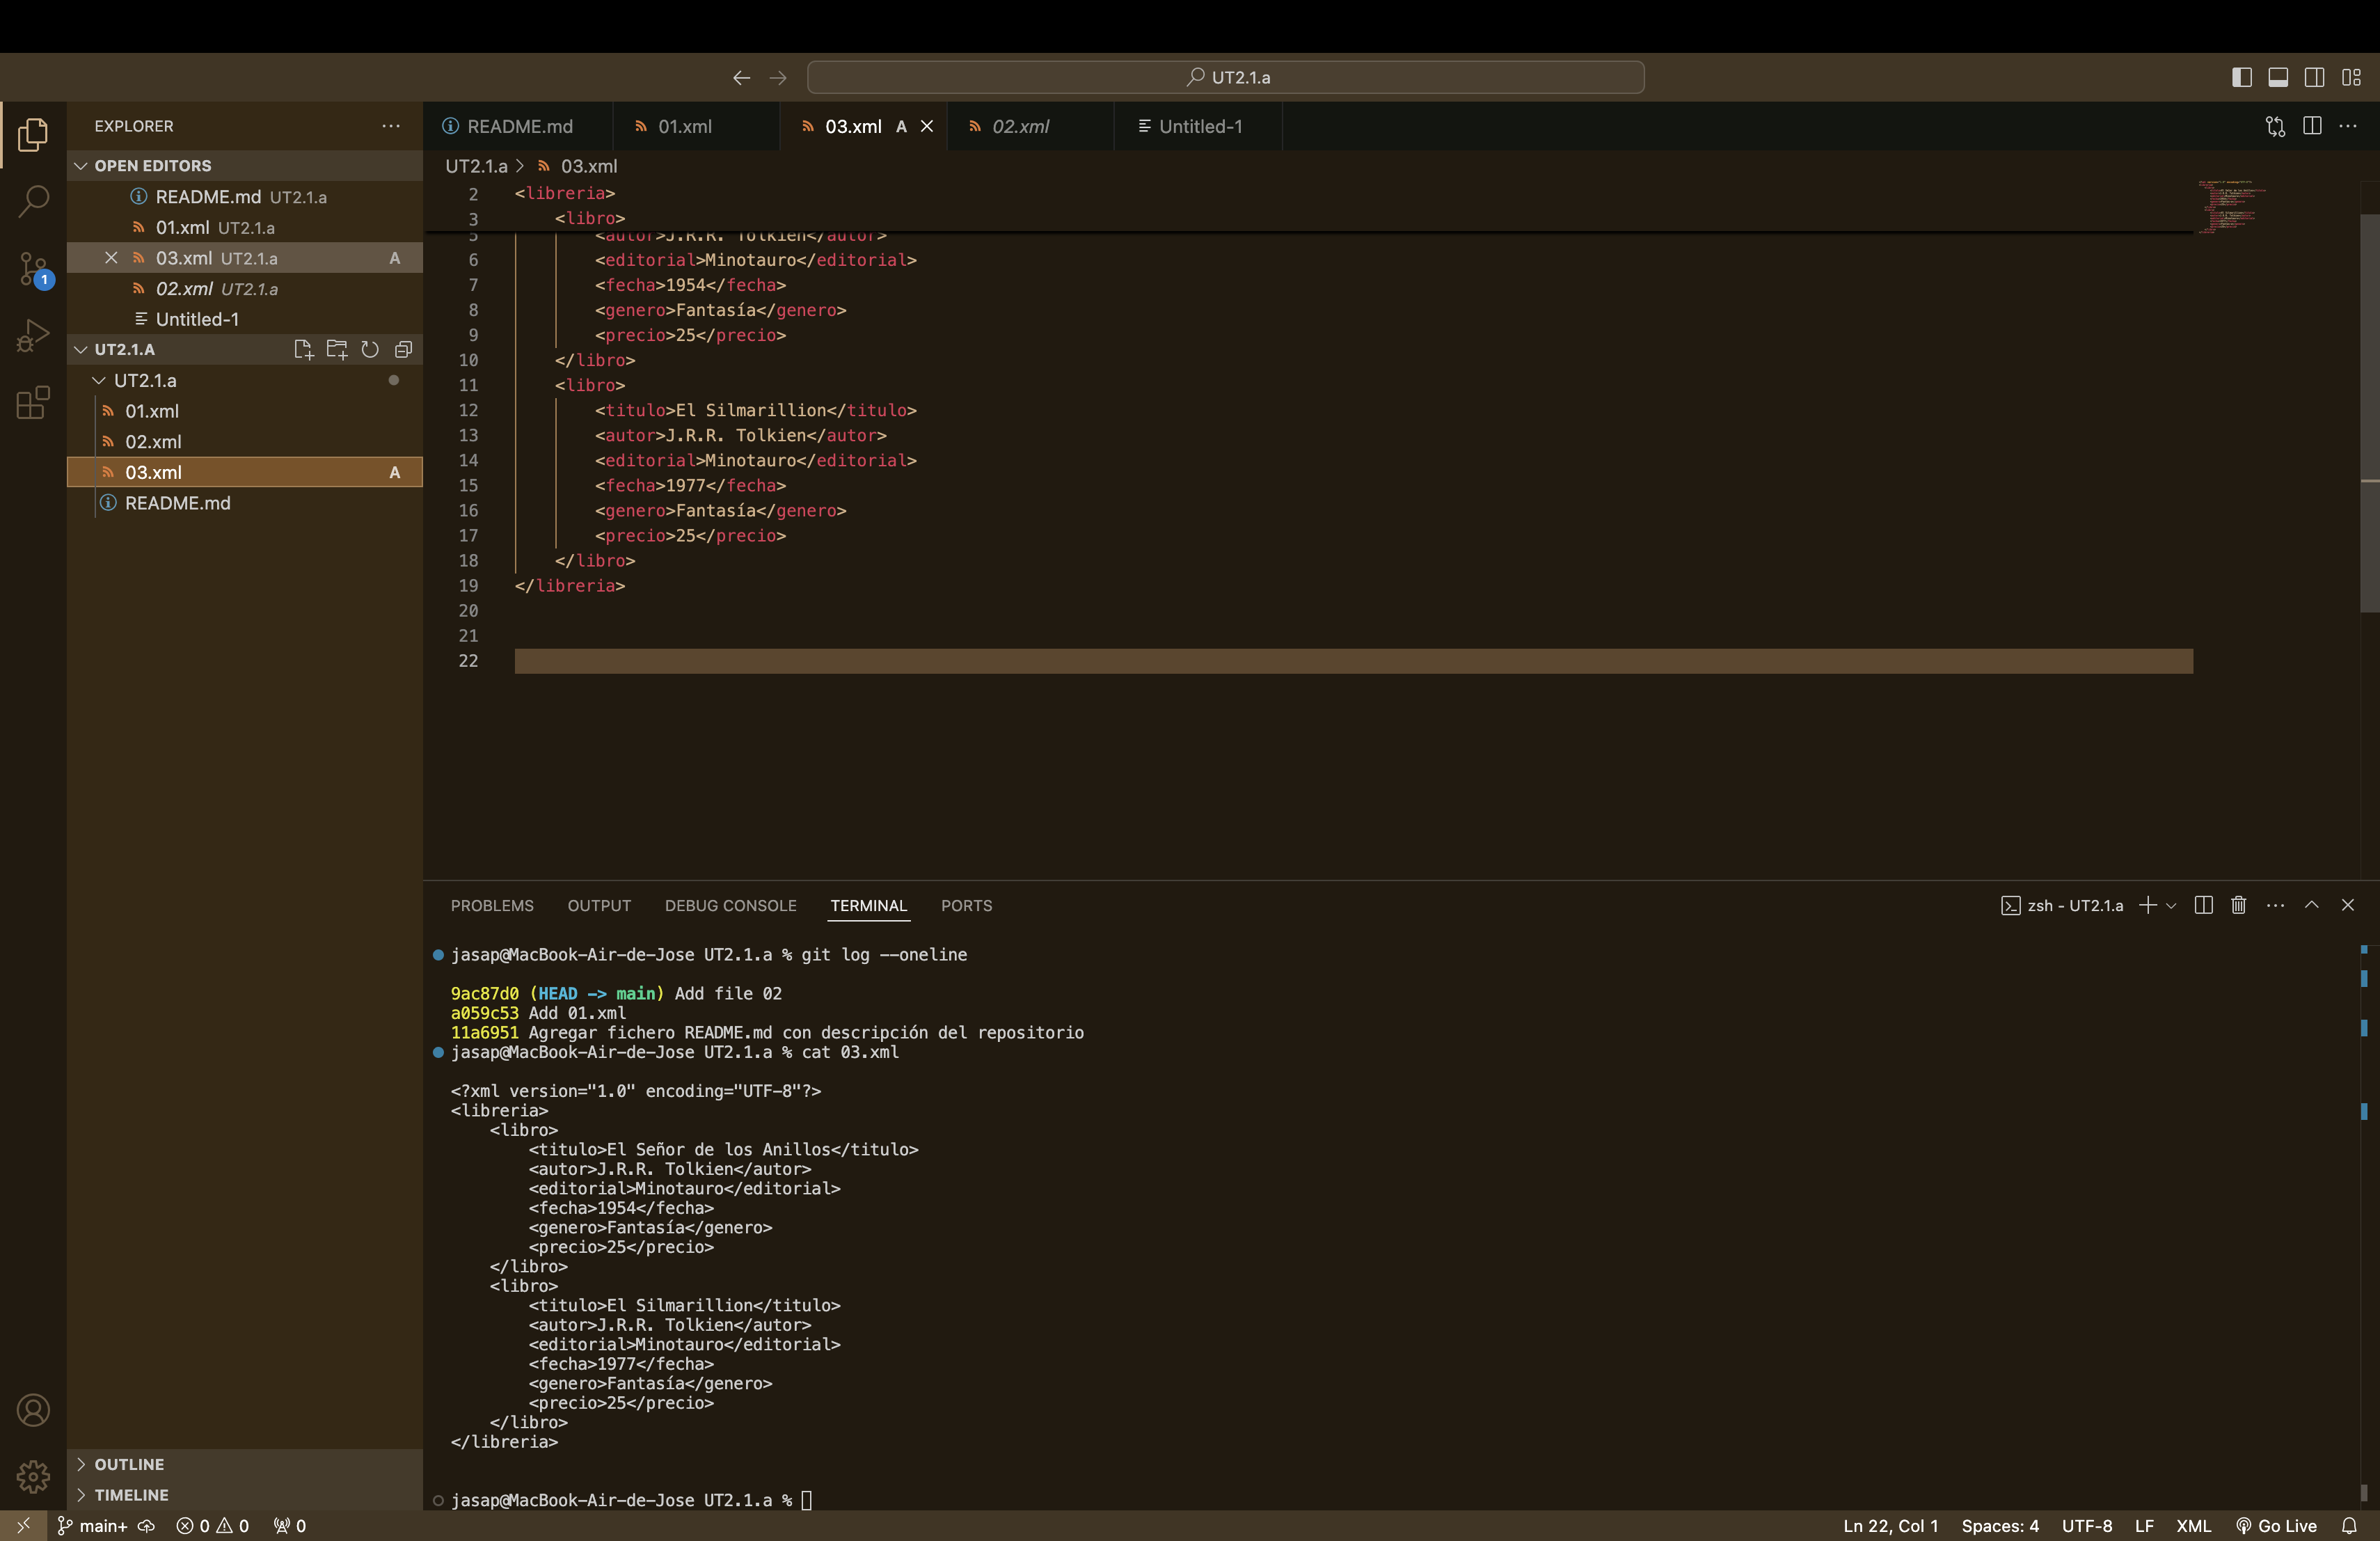 UT2.1.a
EXPLORER
OPEN EDITORS
README.md UT2.1.a
01.xml UT2.1.a
03.xml UT2.1.a A
02.xml UT2.1.a
Untitled-1
UT2.1.A
UT2.1.a
01.xml
02.xml
03.xml A
README.md
OUTLINE
TIMELINE
1
README.md 01.xml 03.xml A 02.xml Untitled-1
UT2.1.a > 03.xml
2 <libreria>
3 <libro>
5 <autor>J.R.R. Tolkien</autor>
6 <editorial>Minotauro</editorial>
7 <fecha>1954</fecha>
8 <genero>Fantasía</genero>
9 <precio>25</precio>
10 </libro>
11 <libro>
12 <titulo>El Silmarillion</titulo>
13 <autor>J.R.R. Tolkien</autor>
14 <editorial>Minotauro</editorial>
15 <fecha>1977</fecha>
16 <genero>Fantasía</genero>
17 <precio>25</precio>
18 </libro>
19 </libreria>
20
21
22
PROBLEMS OUTPUT DEBUG CONSOLE TERMINAL PORTS
zsh - UT2.1.a
jasap@MacBook-Air-de-Jose UT2.1.a % git log --oneline
9ac87d0 (HEAD -> main) Add file 02
a059c53 Add 01.xml
11a6951 Agregar fichero README.md con descripción del repositorio
jasap@MacBook-Air-de-Jose UT2.1.a % cat 03.xml
<?xml version="1.0" encoding="UTF-8"?>
<libreria>
<libro>
<titulo>El Señor de los Anillos</titulo>
<autor>J.R.R. Tolkien</autor>
<editorial>Minotauro</editorial>
<fecha>1954</fecha>
<genero>Fantasía</genero>
<precio>25</precio>
</libro>
<libro>
<titulo>El Silmarillion</titulo>
<autor>J.R.R. Tolkien</autor>
<editorial>Minotauro</editorial>
<fecha>1977</fecha>
<genero>Fantasía</genero>
<precio>25</precio>
</libro>
</libreria>
jasap@MacBook-Air-de-Jose UT2.1.a %
main+ 0 0 0
Ln 22, Col 1 Spaces: 4 UTF-8 LF XML Go Live